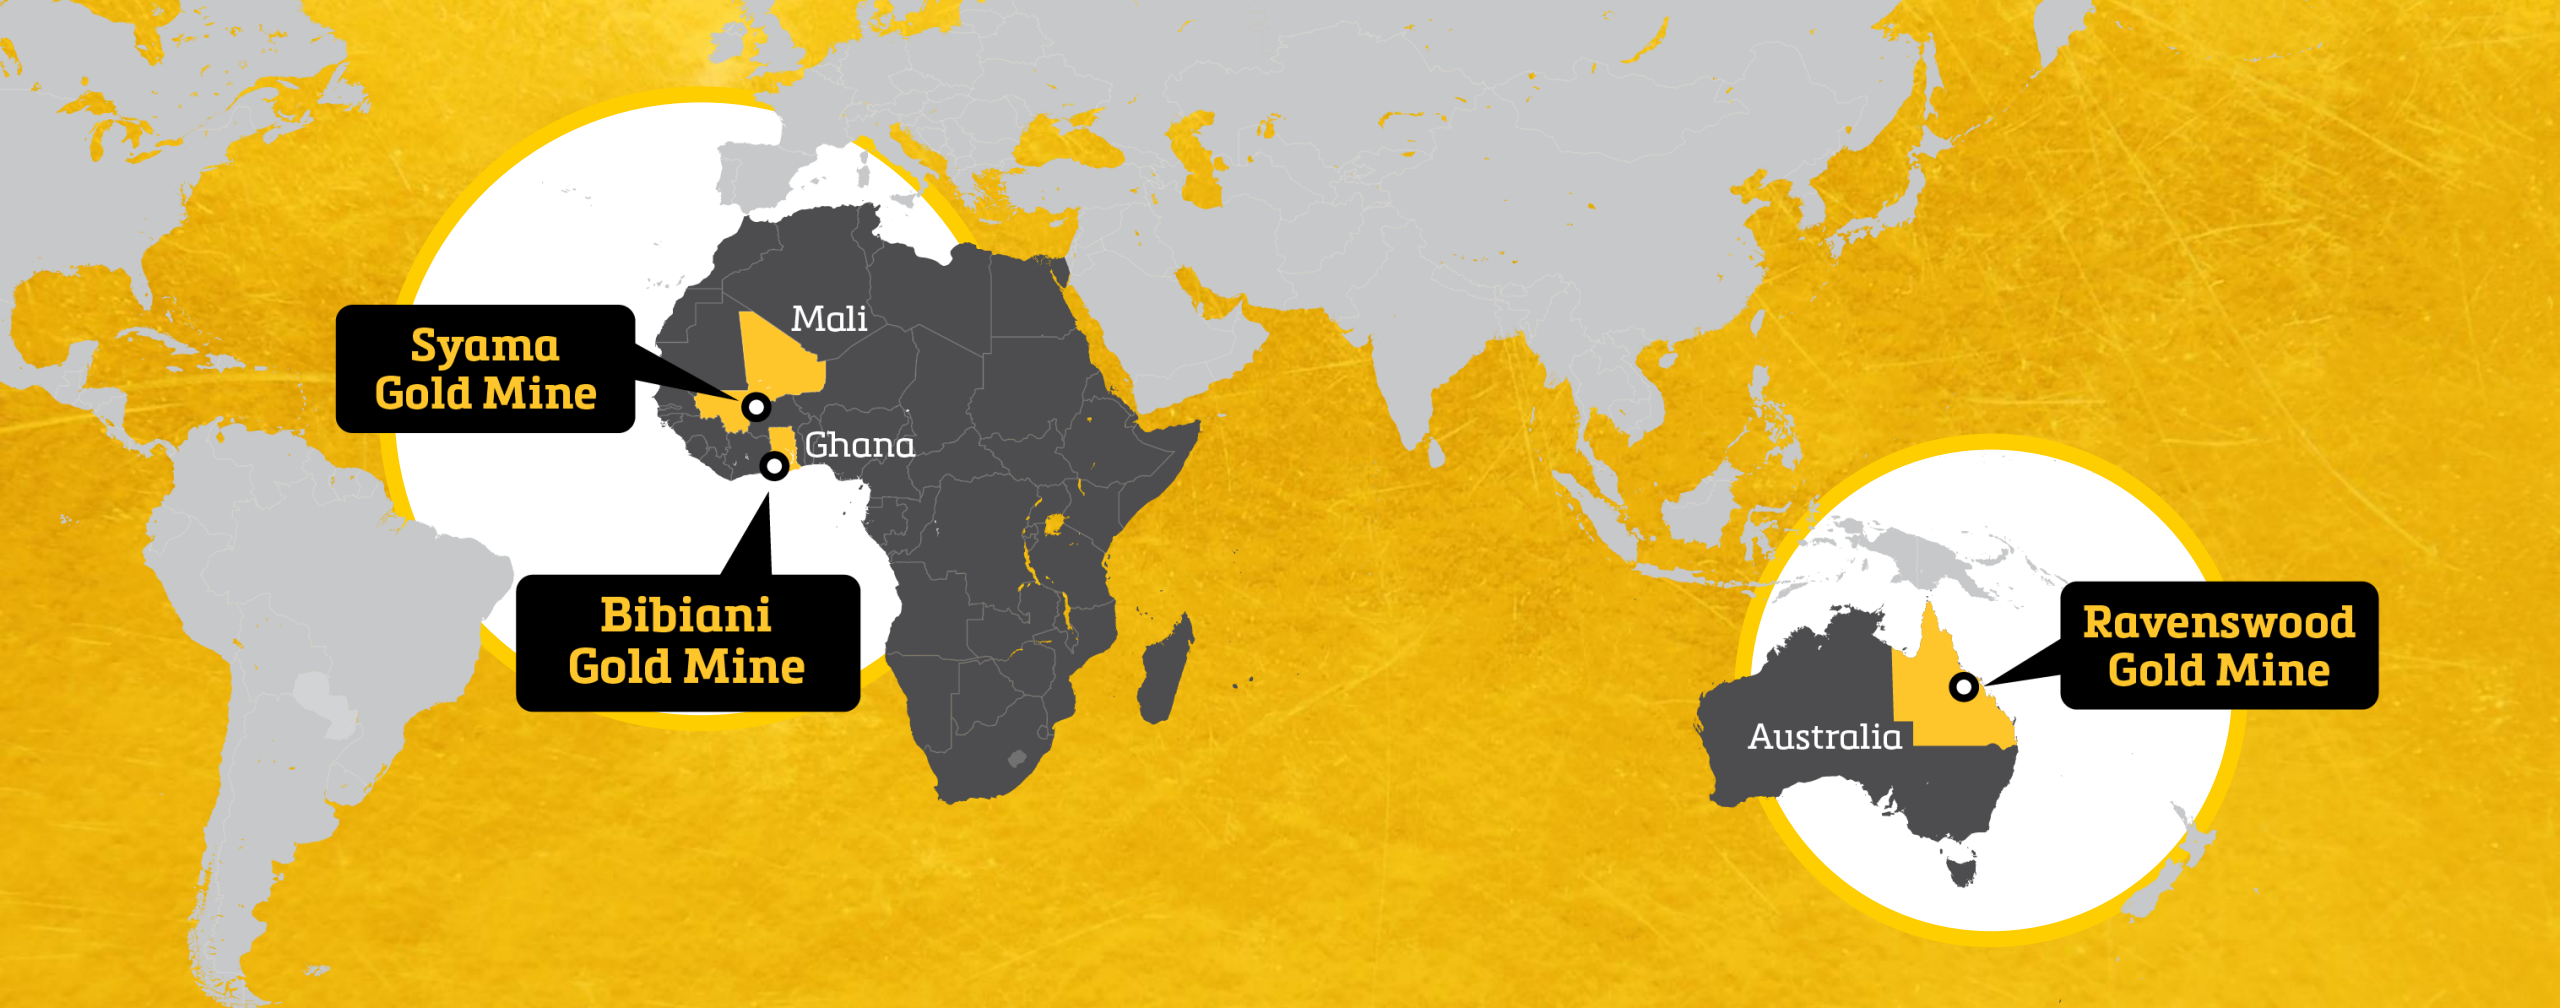 Mali
Syama
Gold Mine
Ghana
Bibiani
Gold Mine
Ravenswood
Gold Mine
Australia